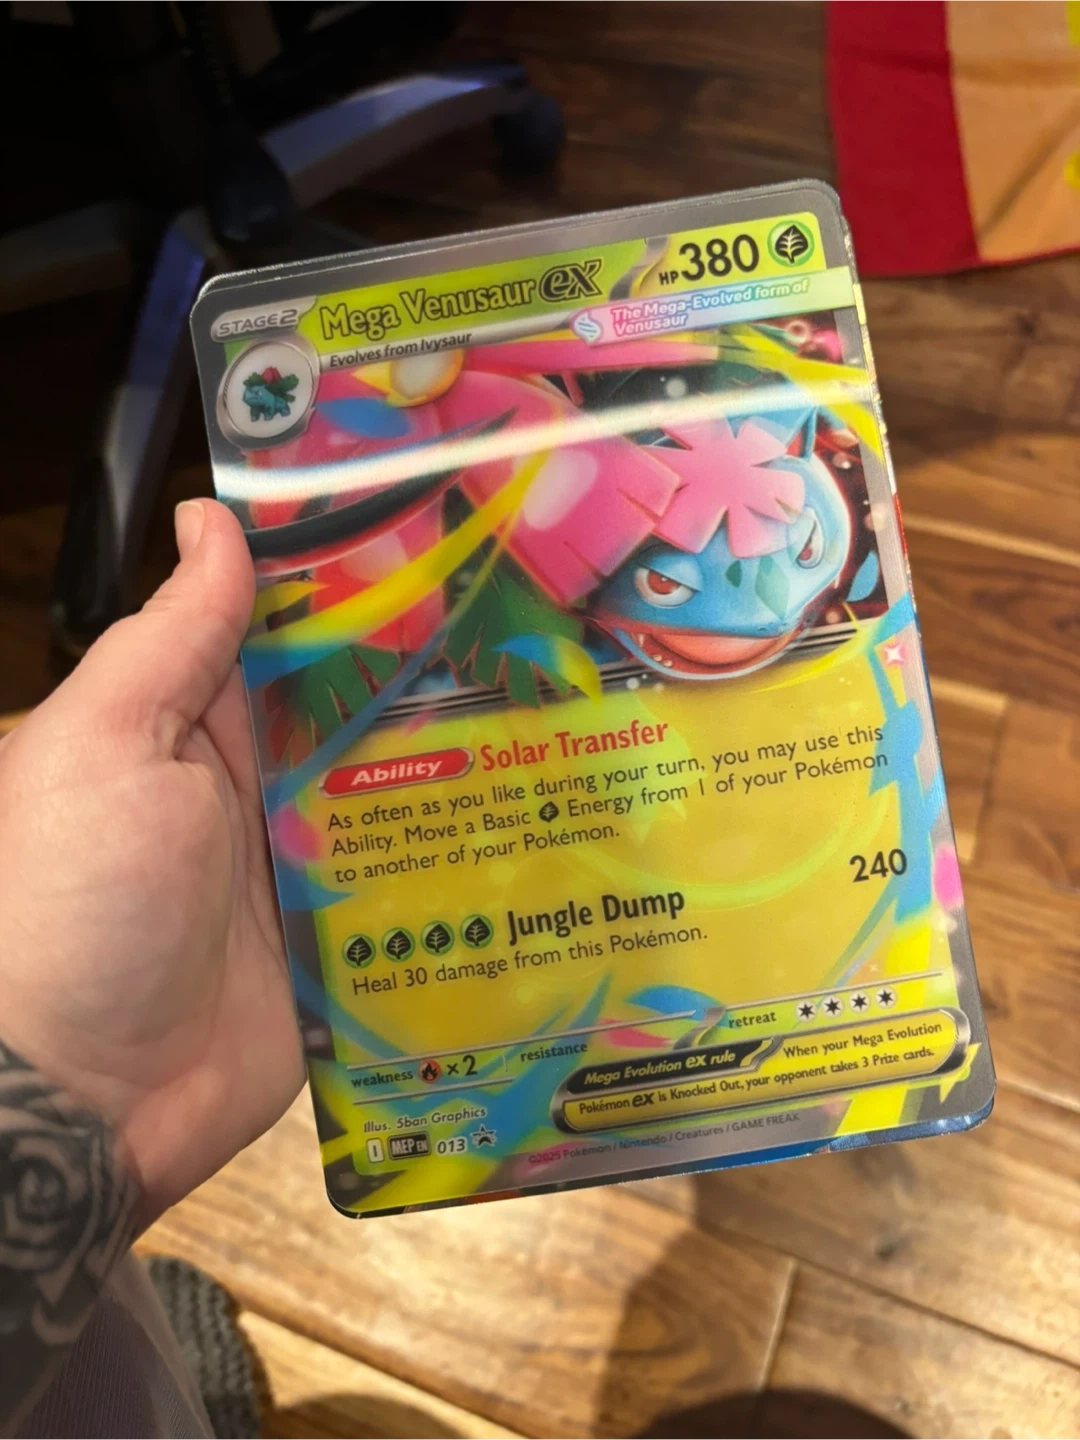 STAGE2
Mega Venusaur ex
HP 380
Evolves from Ivysaur
The Mega-Evolved form of
Venusaur
Ability Solar Transfer
As often as you like during your turn, you may use this
Ability. Move a Basic Energy from 1 of your Pokémon
to another of your Pokémon.
Jungle Dump 240
Heal 30 damage from this Pokémon.
weakness ×2 resistance retreat
Mega Evolution ex rule When your Mega Evolution
Pokémon ex is Knocked Out, your opponent takes 3 Prize cards.
Illus. 5ban Graphics
I MEP EN 013
©2025 Pokémon / Nintendo / Creatures / GAME FREAK